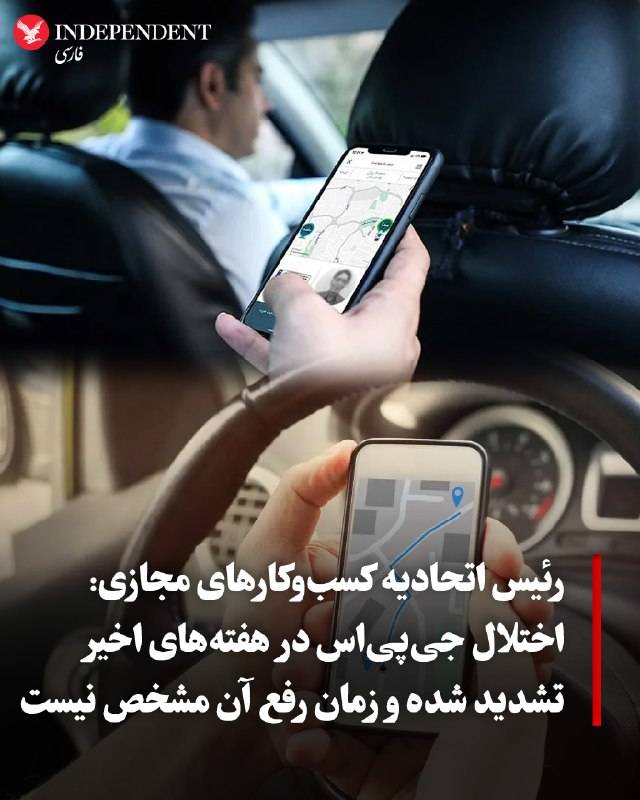 INDEPENDENT
فارسی
رئیس اتحادیه کسب‌وکارهای مجازی:
اختلال جی‌پی‌اس در هفته‌های اخیر
تشدید شده و زمان رفع آن مشخص نیست